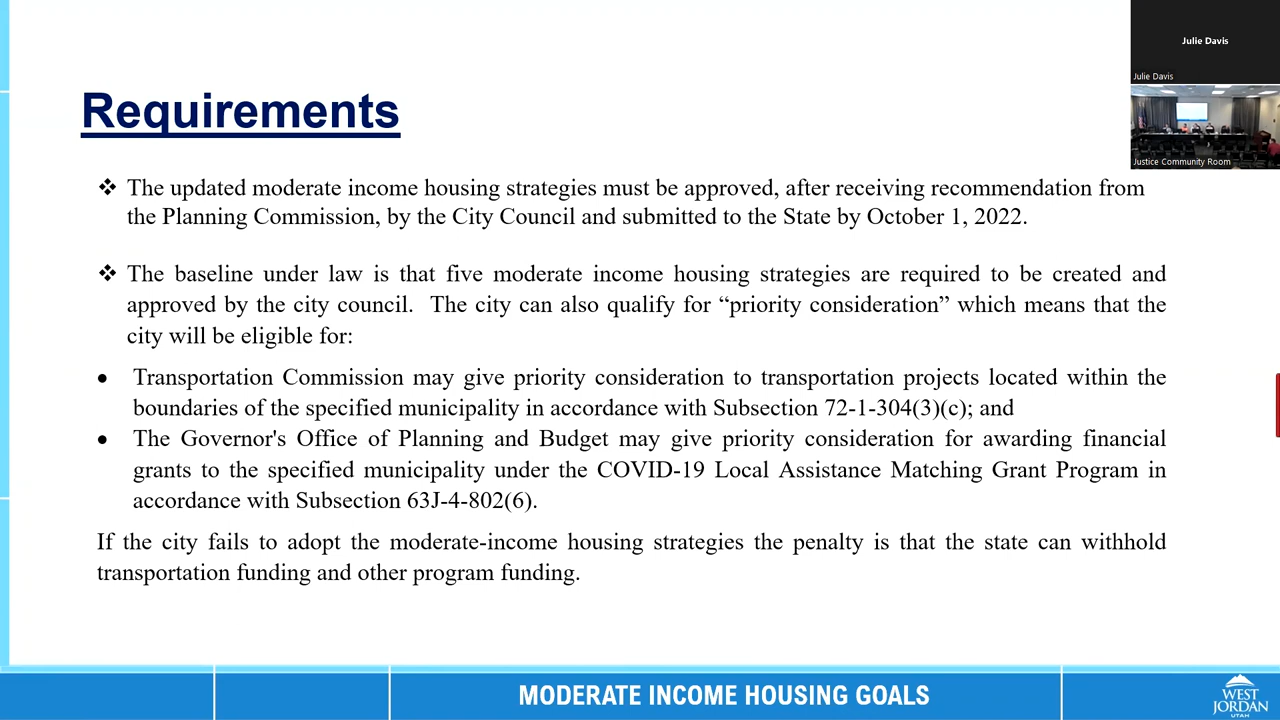 Julie Davis
Julie Davis
Justice Community Room
Requirements
❖ The updated moderate income housing strategies must be approved, after receiving recommendation from
the Planning Commission, by the City Council and submitted to the State by October 1, 2022.
❖ The baseline under law is that five moderate income housing strategies are required to be created and
approved by the city council. The city can also qualify for “priority consideration” which means that the
city will be eligible for:
• Transportation Commission may give priority consideration to transportation projects located within the
boundaries of the specified municipality in accordance with Subsection 72-1-304(3)(c); and
• The Governor's Office of Planning and Budget may give priority consideration for awarding financial
grants to the specified municipality under the COVID-19 Local Assistance Matching Grant Program in
accordance with Subsection 63J-4-802(6).
If the city fails to adopt the moderate-income housing strategies the penalty is that the state can withhold
transportation funding and other program funding.
MODERATE INCOME HOUSING GOALS
WEST
JORDAN
UTAH